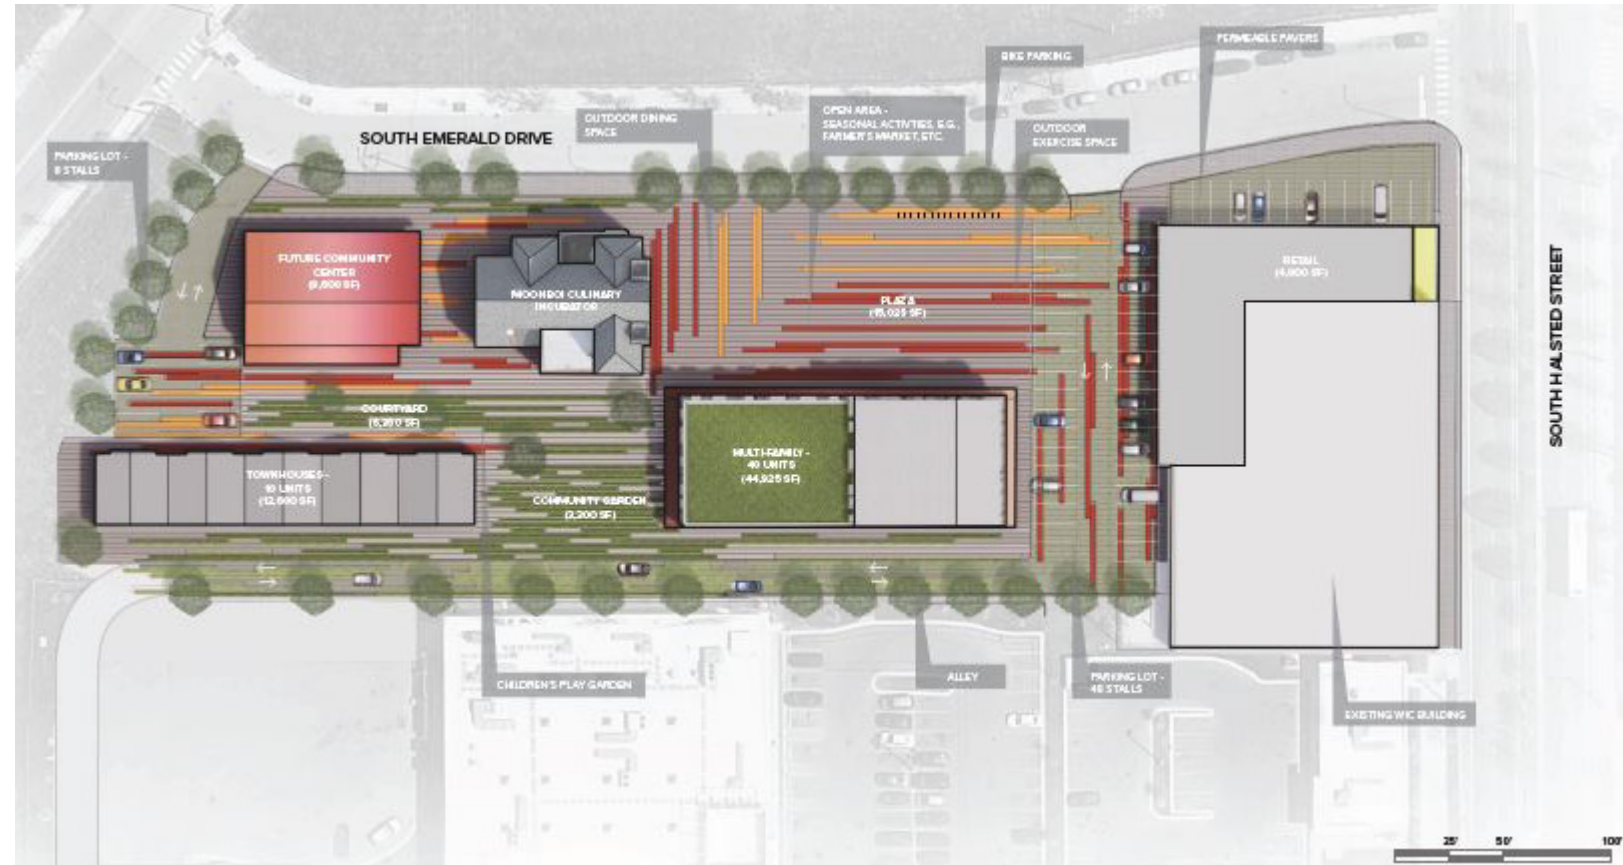 PERMEABLE PAVERS
BIKE PARKING
OUTDOOR DINING
SPACE
OPEN AREA -
SEASONAL ACTIVITIES, E.G.,
FARMER'S MARKET, ETC.
OUTDOOR
EXERCISE SPACE
SOUTH EMERALD DRIVE
PARKING LOT -
8 STALLS
FUTURE COMMUNITY
CENTER
MOONBOI CULINARY
INCUBATOR
PLAZA
RETAIL
SOUTH HALSTED STREET
COURTYARD
TOWNHOUSES -
10 UNITS
MULTI-FAMILY -
40 UNITS
(44,925 SF)
COMMUNITY GARDEN
CHILDREN'S PLAY GARDEN
ALLEY
PARKING LOT -
EXISTING WIC BUILDING
25' 50' 100'